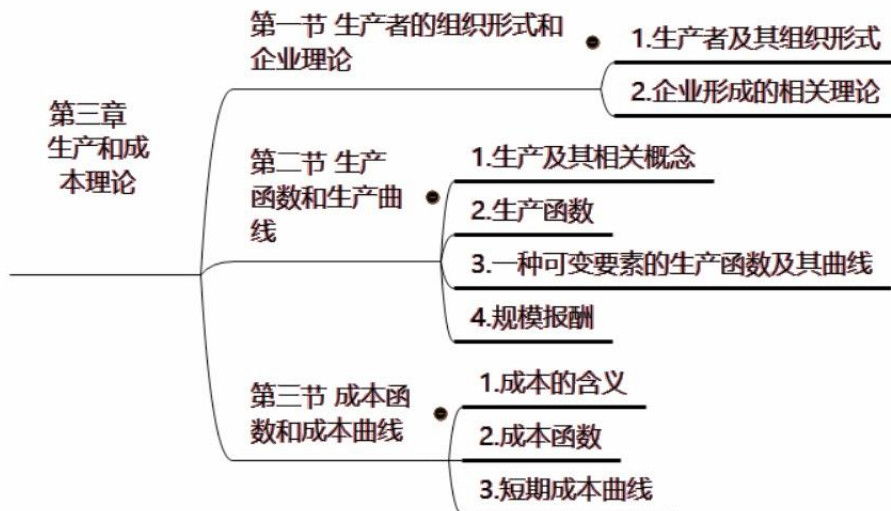 第三章
生产和成
本理论
第一节 生产者的组织形式和
企业理论
1.生产者及其组织形式
2.企业形成的相关理论
第二节 生产
函数和生产曲
线
1.生产及其相关概念
2.生产函数
3.一种可变要素的生产函数及其曲线
4.规模报酬
第三节 成本函
数和成本曲线
1.成本的含义
2.成本函数
3.短期成本曲线